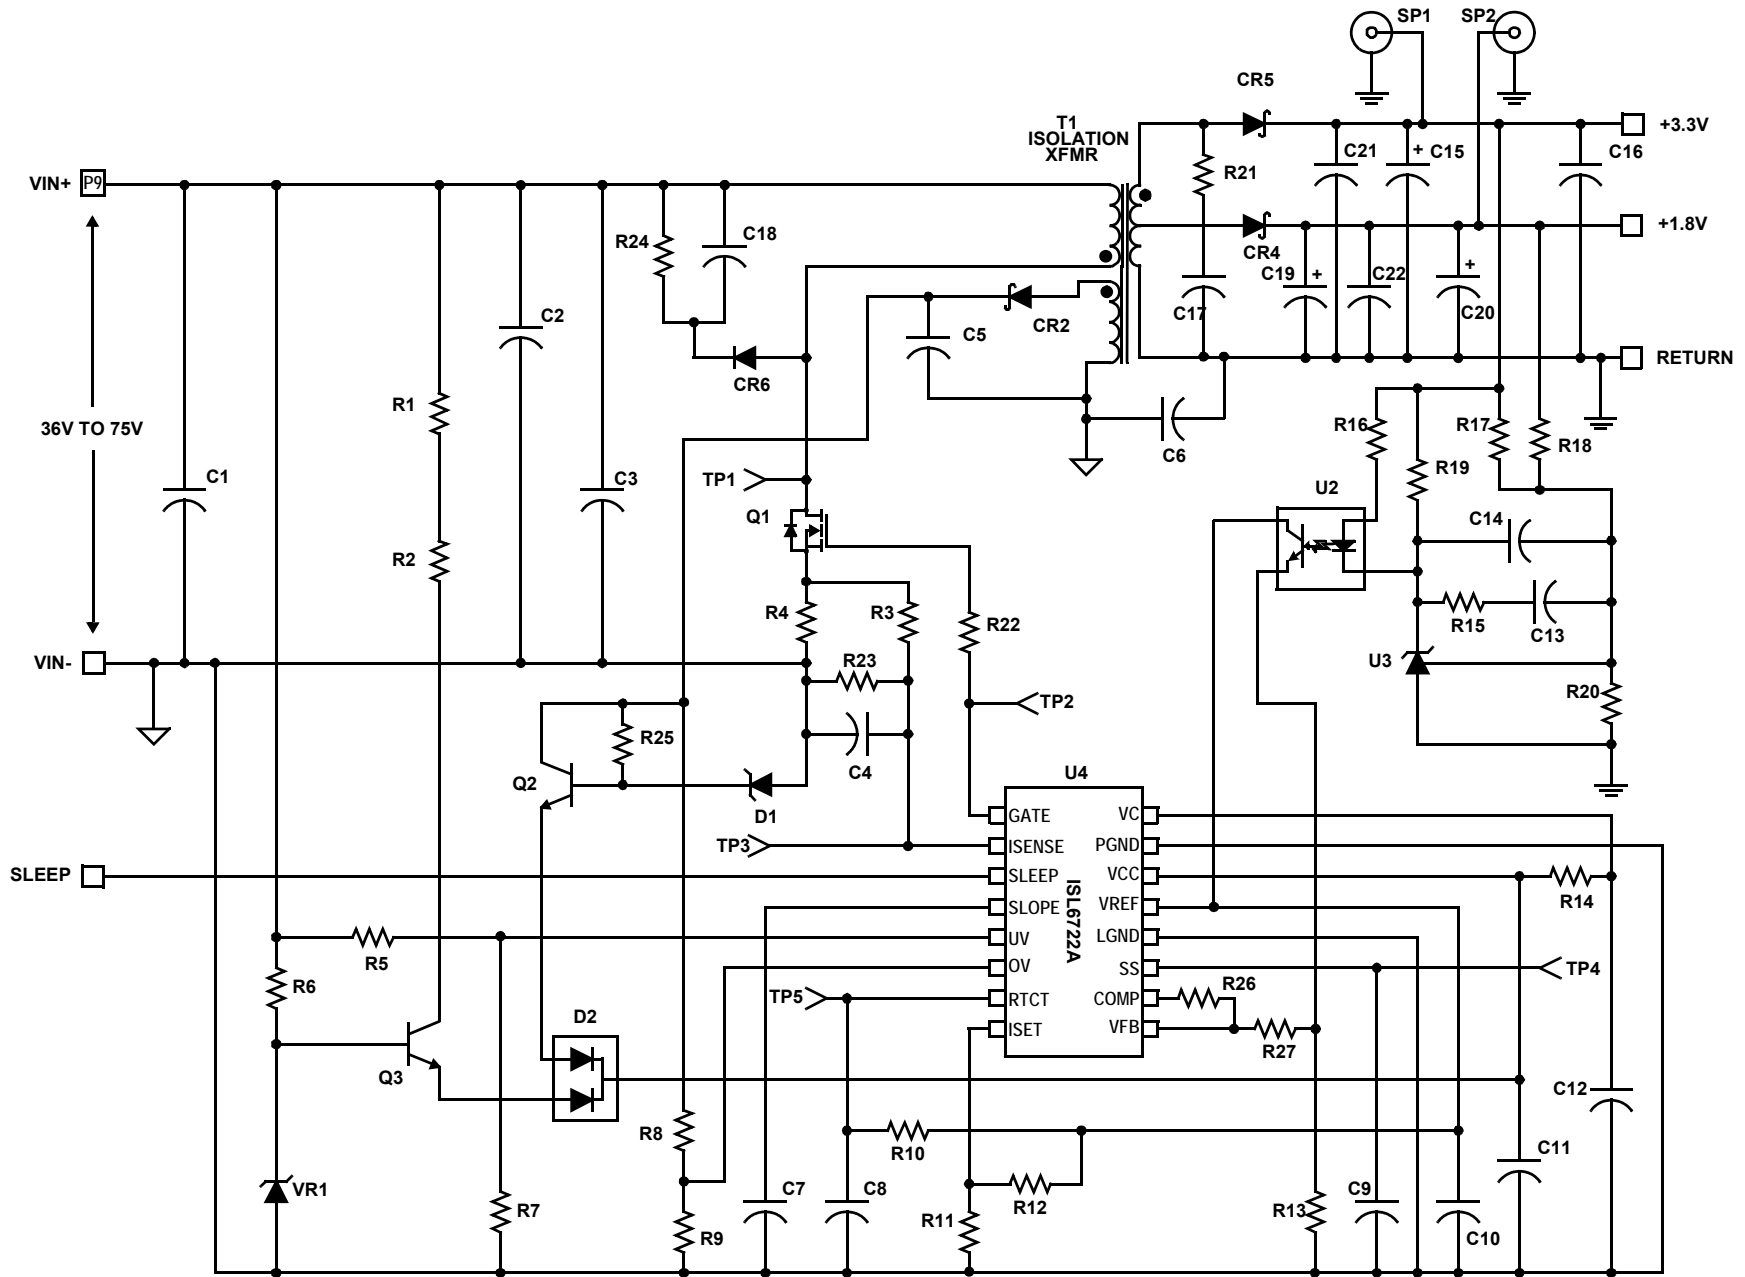 SP1
SP2
CR5
T1
ISOLATION
XFMR
+3.3V
C21
+
C15
C16
R21
VIN+
P9
R24
C18
+1.8V
CR4
C19
+
C22
+
C20
C17
C2
C5
CR2
CR6
RETURN
R1
36V TO 75V
R16
R17
R18
C6
R19
C1
C3
TP1
U2
Q1
C14
R2
R4
R3
R22
R15
C13
VIN-
R23
U3
R20
TP2
R25
C4
U4
Q2
D1
GATE
VC
TP3
ISENSE
PGND
SLEEP
SLEEP
VCC
R14
ISL6722A
SLOPE
VREF
UV
LGND
R5
OV
SS
TP4
R6
TP5
RTCT
COMP
R26
D2
ISET
VFB
R27
Q3
C12
R8
R10
C11
VR1
C7
C8
R12
C9
R7
R9
R11
R13
C10